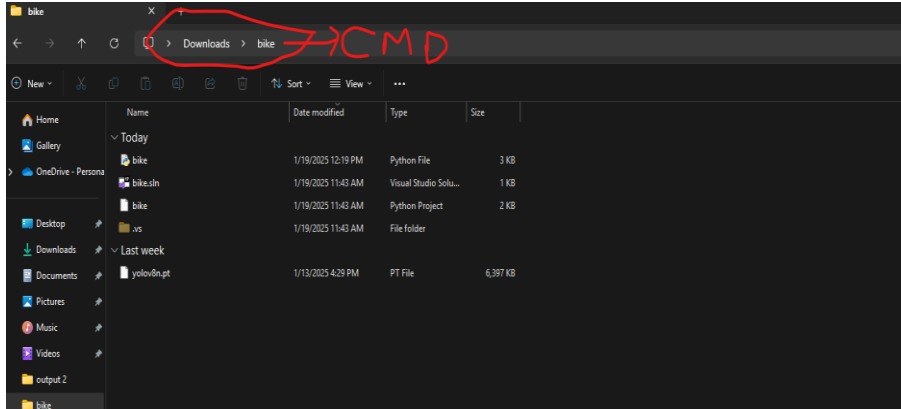 bike
Downloads > bike CMD
New Sort View ...
Name Date modified Type Size
Home
Gallery
OneDrive - Persona
Desktop
Downloads
Documents
Pictures
Music
Videos
output 2
bike
Today
bike 1/19/2025 12:19 PM Python File 3 KB
bike.sln 1/19/2025 11:43 AM Visual Studio Solu... 1 KB
bike 1/19/2025 11:43 AM Python Project 2 KB
.vs 1/19/2025 11:43 AM File folder
Last week
yolov8n.pt 1/13/2025 4:29 PM PT File 6,397 KB